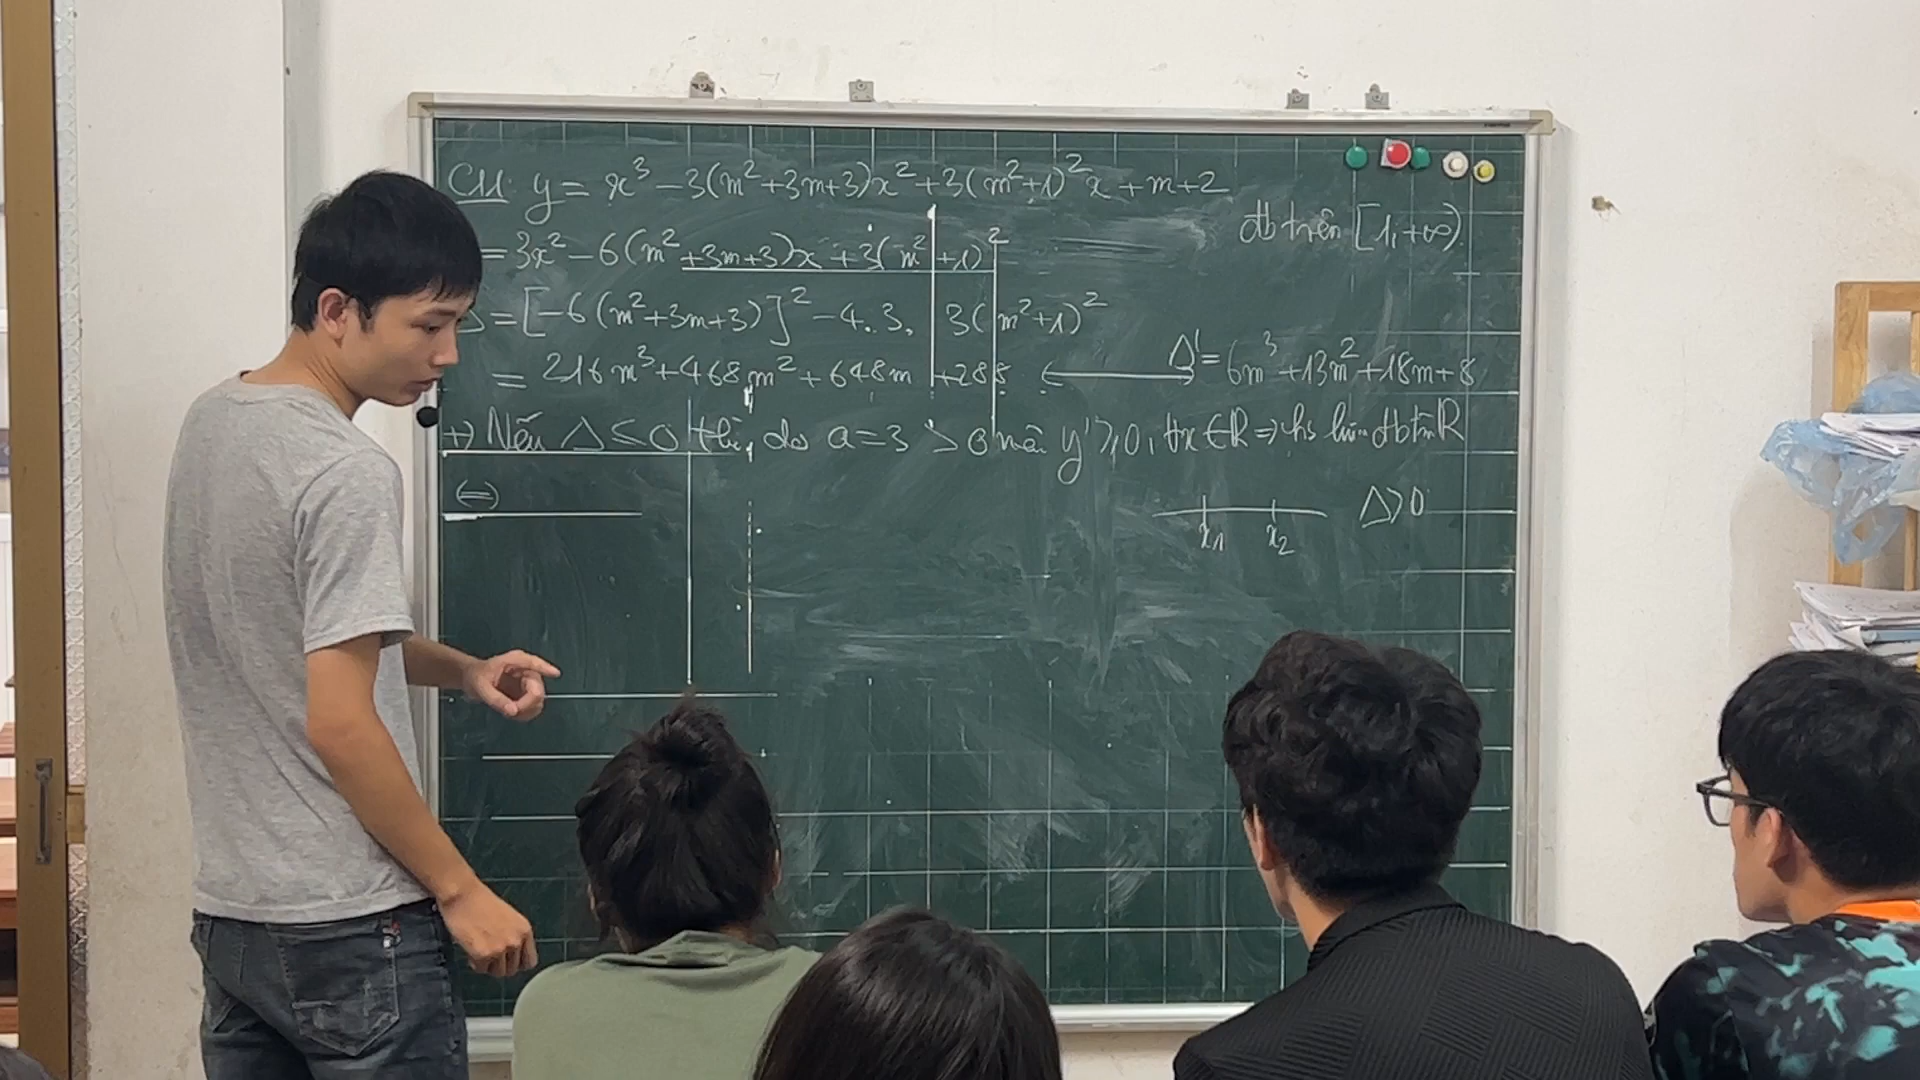 CM: y = x³ - 3(m²+3m+3)x² + 3(m²+1)²x + m+2
đb trên [1,+∞)
= 3x² - 6(m²+3m+3)x + 3(m²+1)²
Δ = [-6(m²+3m+3)]² - 4.3. 3(m²+1)²
= 216m³ + 468m² + 648m + 288
Δ' = 6m³ + 13m² + 18m + 8
+) Nếu Δ ≤ 0 thì, do a = 3 > 0 nên y' ≥ 0, ∀x ∈ R => hs luôn đb trên R
(=)
x₁ x₂ Δ > 0